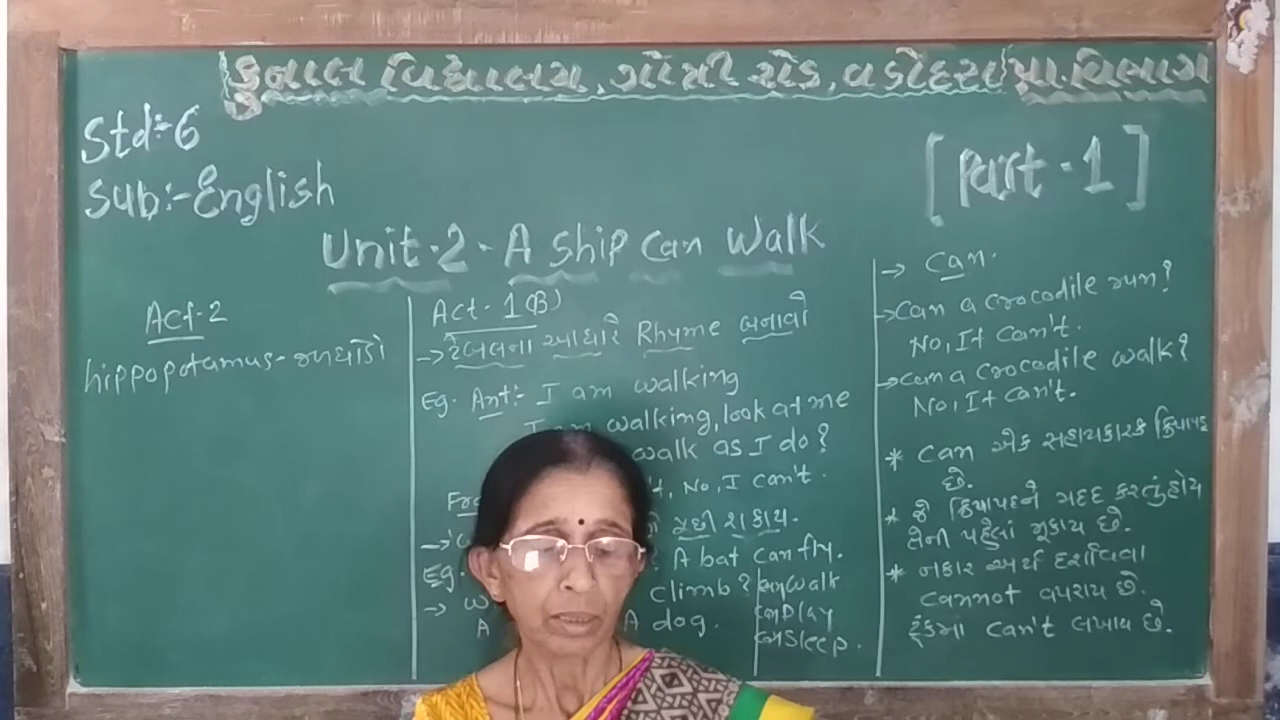 કુનાલ વિદ્યાલય, ગોત્રી રોડ, વડોદરા પ્રા. વિભાગ
Std:-6
Sub:-English
[Part-1]
Unit-2- A Ship Can Walk
Act-2
hippopotamus-
Act-1(B)
→ ટેબલના આધારે Rhyme બનાવો
Eg. Ant:- I am walking
I am walking, look at me
walk as I do?
't, No, I can't.
પૂછી શકાય.
Eg. A bat can fly.
→ W climb? can walk
A A dog. can play
can sleep.
→ Can.
→ Can a crocodile run?
No, It can't.
→ Can a crocodile walk?
No, It can't.
* Can એક સહાયકારક ક્રિયાપદ
છે.
* જે ક્રિયાપદને મદદ કરતું હોય
તેની પહેલાં મૂકાય છે.
* નકાર અર્થ દર્શાવવા
cannot વપરાય છે.
ટૂંકમાં can't લખાય છે.